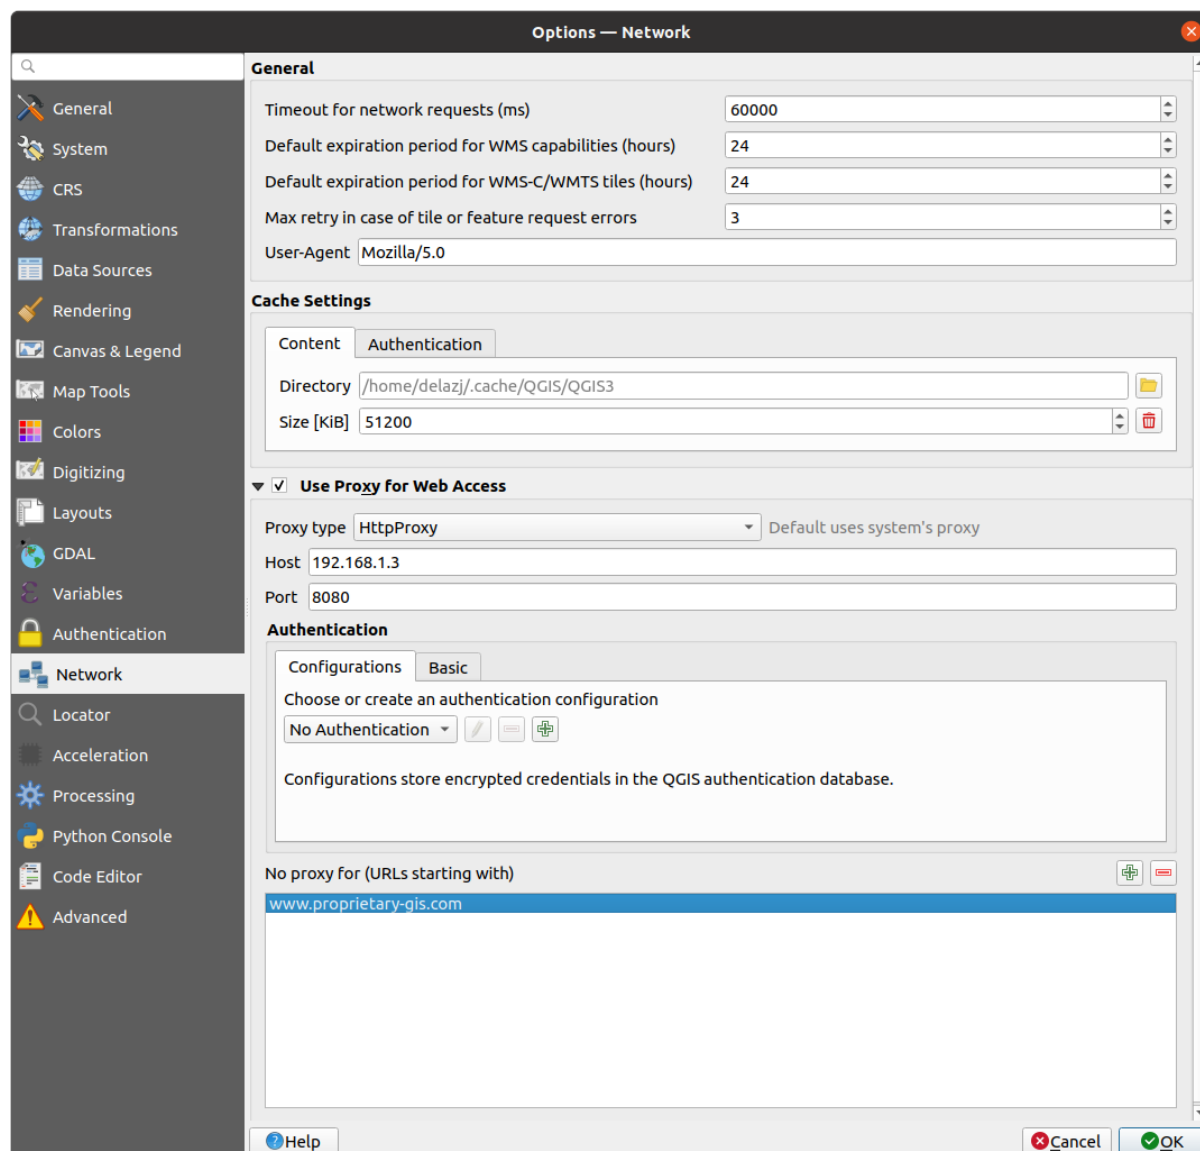 Options — Network
General
System
CRS
Transformations
Data Sources
Rendering
Canvas & Legend
Map Tools
Colors
Digitizing
Layouts
GDAL
Variables
Authentication
Network
Locator
Acceleration
Processing
Python Console
Code Editor
Advanced
General
Timeout for network requests (ms) 60000
Default expiration period for WMS capabilities (hours) 24
Default expiration period for WMS-C/WMTS tiles (hours) 24
Max retry in case of tile or feature request errors 3
User-Agent Mozilla/5.0
Cache Settings
Content Authentication
Directory /home/delazj/.cache/QGIS/QGIS3
Size [KiB] 51200
Use Proxy for Web Access
Proxy type HttpProxy Default uses system's proxy
Host 192.168.1.3
Port 8080
Authentication
Configurations Basic
Choose or create an authentication configuration
No Authentication
Configurations store encrypted credentials in the QGIS authentication database.
No proxy for (URLs starting with)
www.proprietary-gis.com
Help Cancel OK